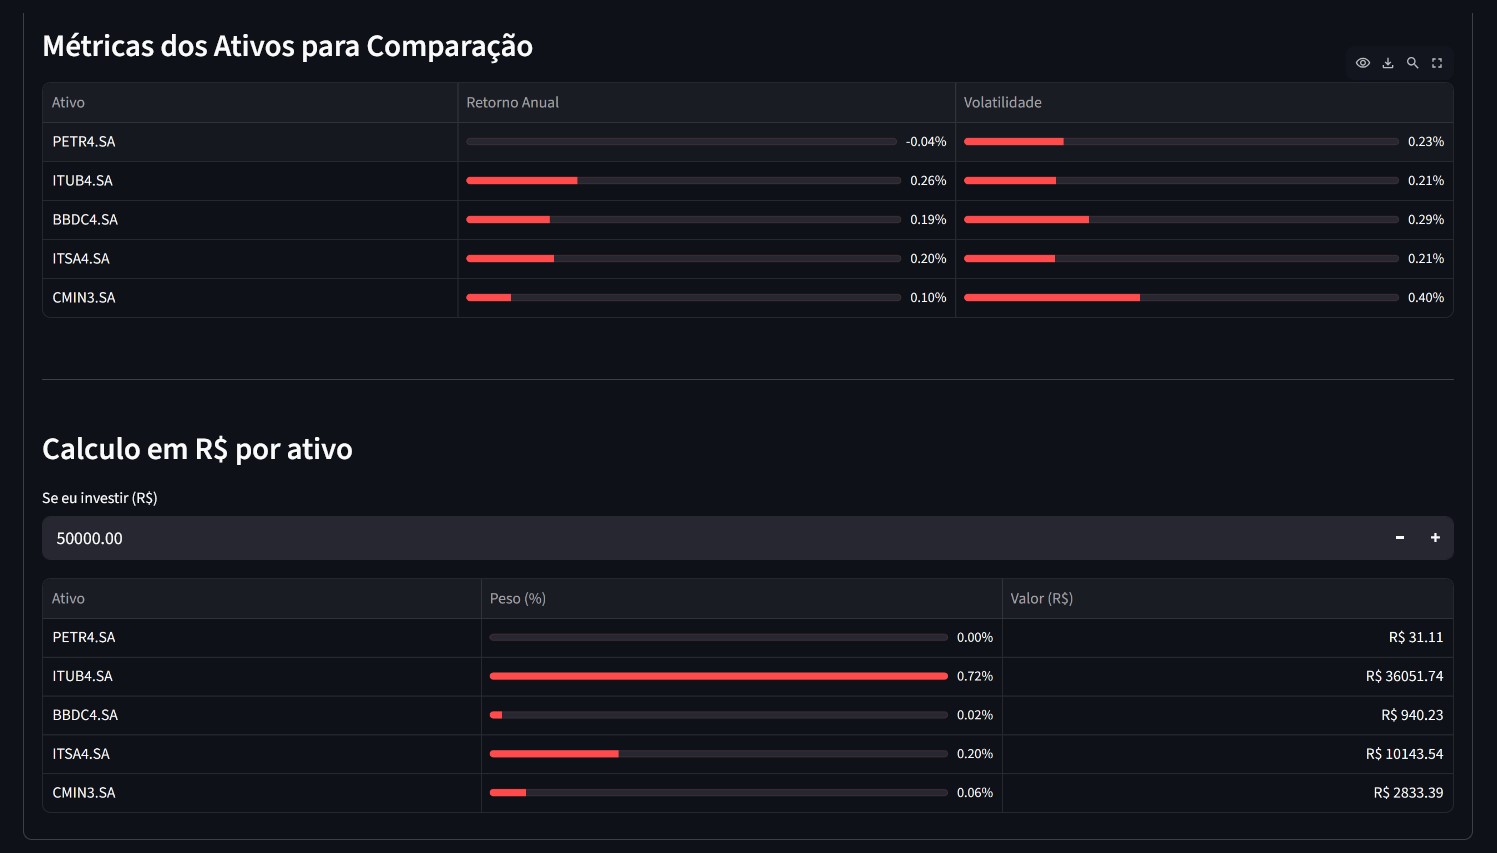 Métricas dos Ativos para Comparação
Ativo Retorno Anual Volatilidade
PETR4.SA -0.04% 0.23%
ITUB4.SA 0.26% 0.21%
BBDC4.SA 0.19% 0.29%
ITSA4.SA 0.20% 0.21%
CMIN3.SA 0.10% 0.40%
Calculo em R$ por ativo
Se eu investir (R$)
50000.00 - +
Ativo Peso (%) Valor (R$)
PETR4.SA 0.00% R$ 31.11
ITUB4.SA 0.72% R$ 36051.74
BBDC4.SA 0.02% R$ 940.23
ITSA4.SA 0.20% R$ 10143.54
CMIN3.SA 0.06% R$ 2833.39